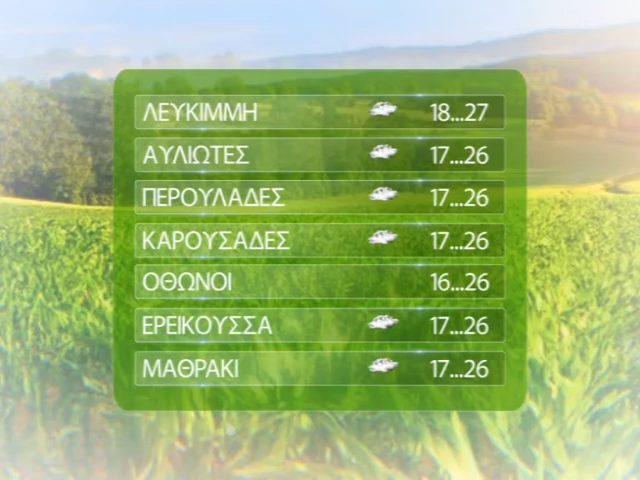 ΛΕΥΚΙΜΜΗ 18...27
ΑΥΛΙΩΤΕΣ 17...26
ΠΕΡΟΥΛΑΔΕΣ 17...26
ΚΑΡΟΥΣΑΔΕΣ 17...26
ΟΘΩΝΟΙ 16...26
ΕΡΕΙΚΟΥΣΣΑ 17...26
ΜΑΘΡΑΚΙ 17...26